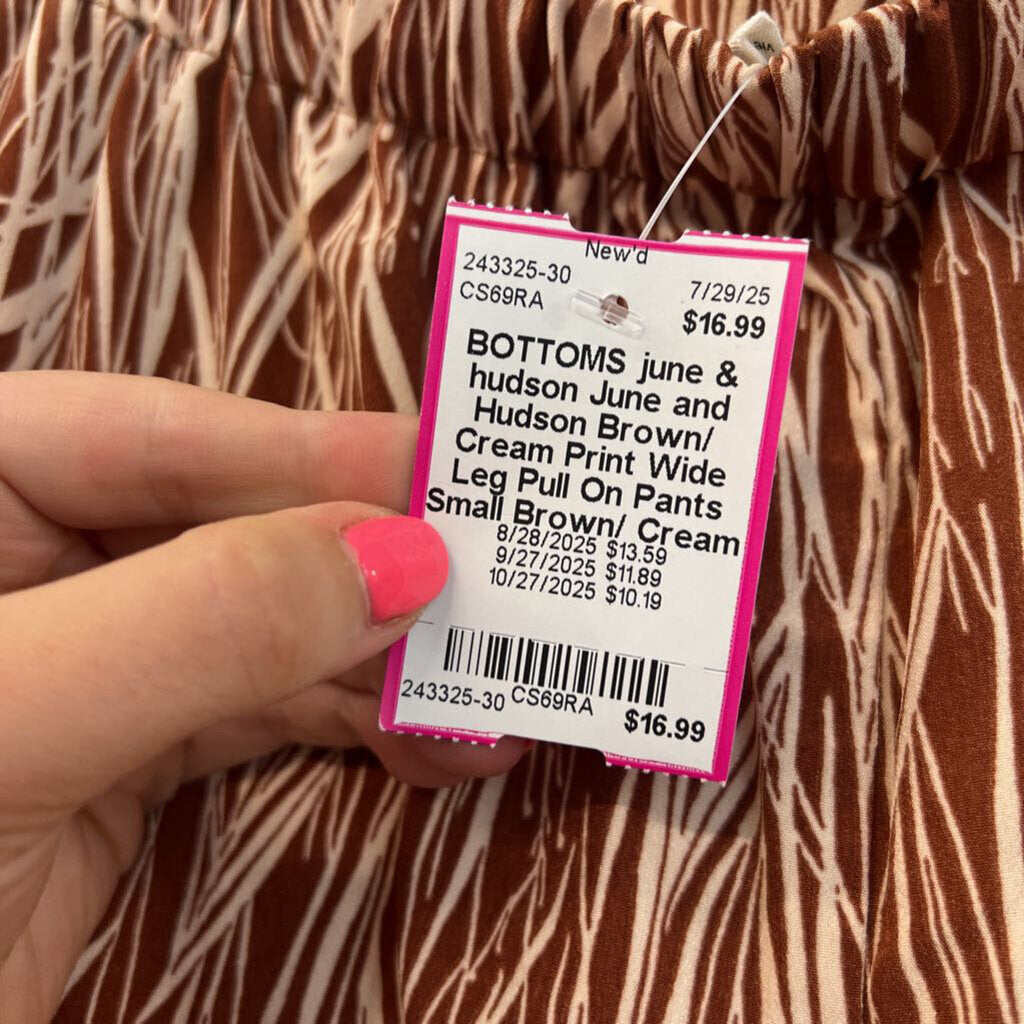 New'd
243325-30
CS69RA
7/29/25
$16.99
BOTTOMS june &
hudson June and
Hudson Brown/
Cream Print Wide
Leg Pull On Pants
Small Brown/ Cream
8/28/2025 $13.59
9/27/2025 $11.89
10/27/2025 $10.19
243325-30 CS69RA $16.99